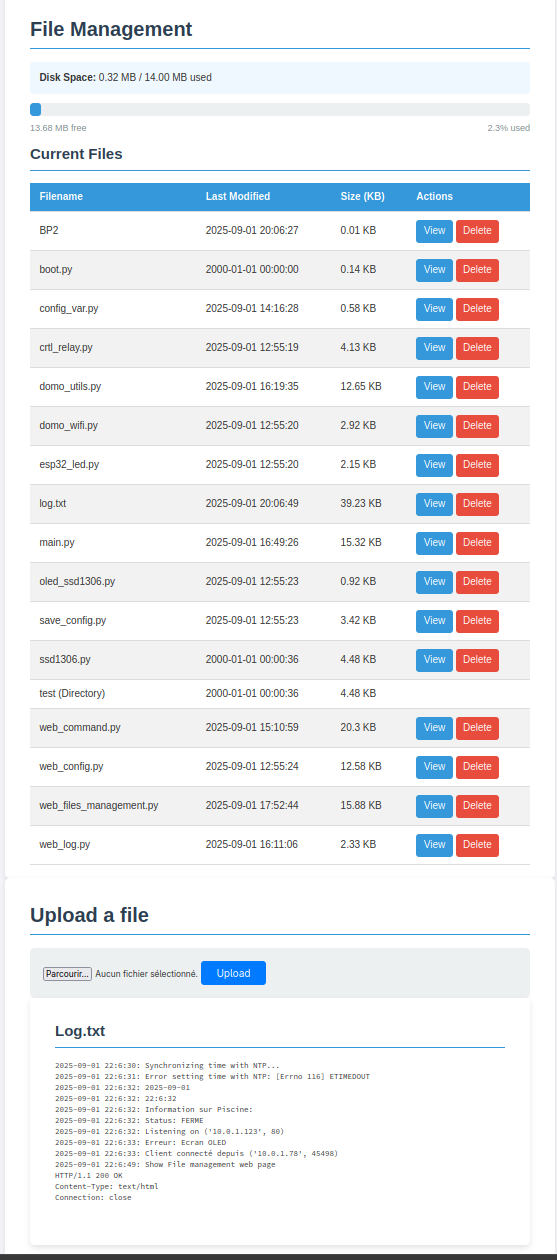 File Management
Disk Space: 0.32 MB / 14.00 MB used
13.68 MB free 2.3% used
Current Files
Filename Last Modified Size (KB) Actions
BP2 2025-09-01 20:06:27 0.01 KB View Delete
boot.py 2000-01-01 00:00:00 0.14 KB View Delete
config_var.py 2025-09-01 14:16:28 0.58 KB View Delete
crtl_relay.py 2025-09-01 12:55:19 4.13 KB View Delete
domo_utils.py 2025-09-01 16:19:35 12.65 KB View Delete
domo_wifi.py 2025-09-01 12:55:20 2.92 KB View Delete
esp32_led.py 2025-09-01 12:55:20 2.15 KB View Delete
log.txt 2025-09-01 20:06:49 39.23 KB View Delete
main.py 2025-09-01 16:49:26 15.32 KB View Delete
oled_ssd1306.py 2025-09-01 12:55:23 0.92 KB View Delete
save_config.py 2025-09-01 12:55:23 3.42 KB View Delete
ssd1306.py 2000-01-01 00:00:36 4.48 KB View Delete
test (Directory) 2000-01-01 00:00:36 4.48 KB
web_command.py 2025-09-01 15:10:59 20.3 KB View Delete
web_config.py 2025-09-01 12:55:24 12.58 KB View Delete
web_files_management.py 2025-09-01 17:52:44 15.88 KB View Delete
web_log.py 2025-09-01 16:11:06 2.33 KB View Delete
Upload a file
Parcourir... Aucun fichier sélectionné. Upload
Log.txt
2025-09-01 22:6:30: Synchronizing time with NTP...
2025-09-01 22:6:31: Error setting time with NTP: [Errno 116] ETIMEDOUT
2025-09-01 22:6:32: 2025-09-01
2025-09-01 22:6:32: 22:6:32
2025-09-01 22:6:32: Information sur Piscine:
2025-09-01 22:6:32: Status: FERME
2025-09-01 22:6:32: Listening on ('10.0.1.123', 80)
2025-09-01 22:6:33: Erreur: Ecran OLED
2025-09-01 22:6:33: Client connecté depuis ('10.0.1.78', 45498)
2025-09-01 22:6:49: Show File management web page
HTTP/1.1 200 OK
Content-Type: text/html
Connection: close